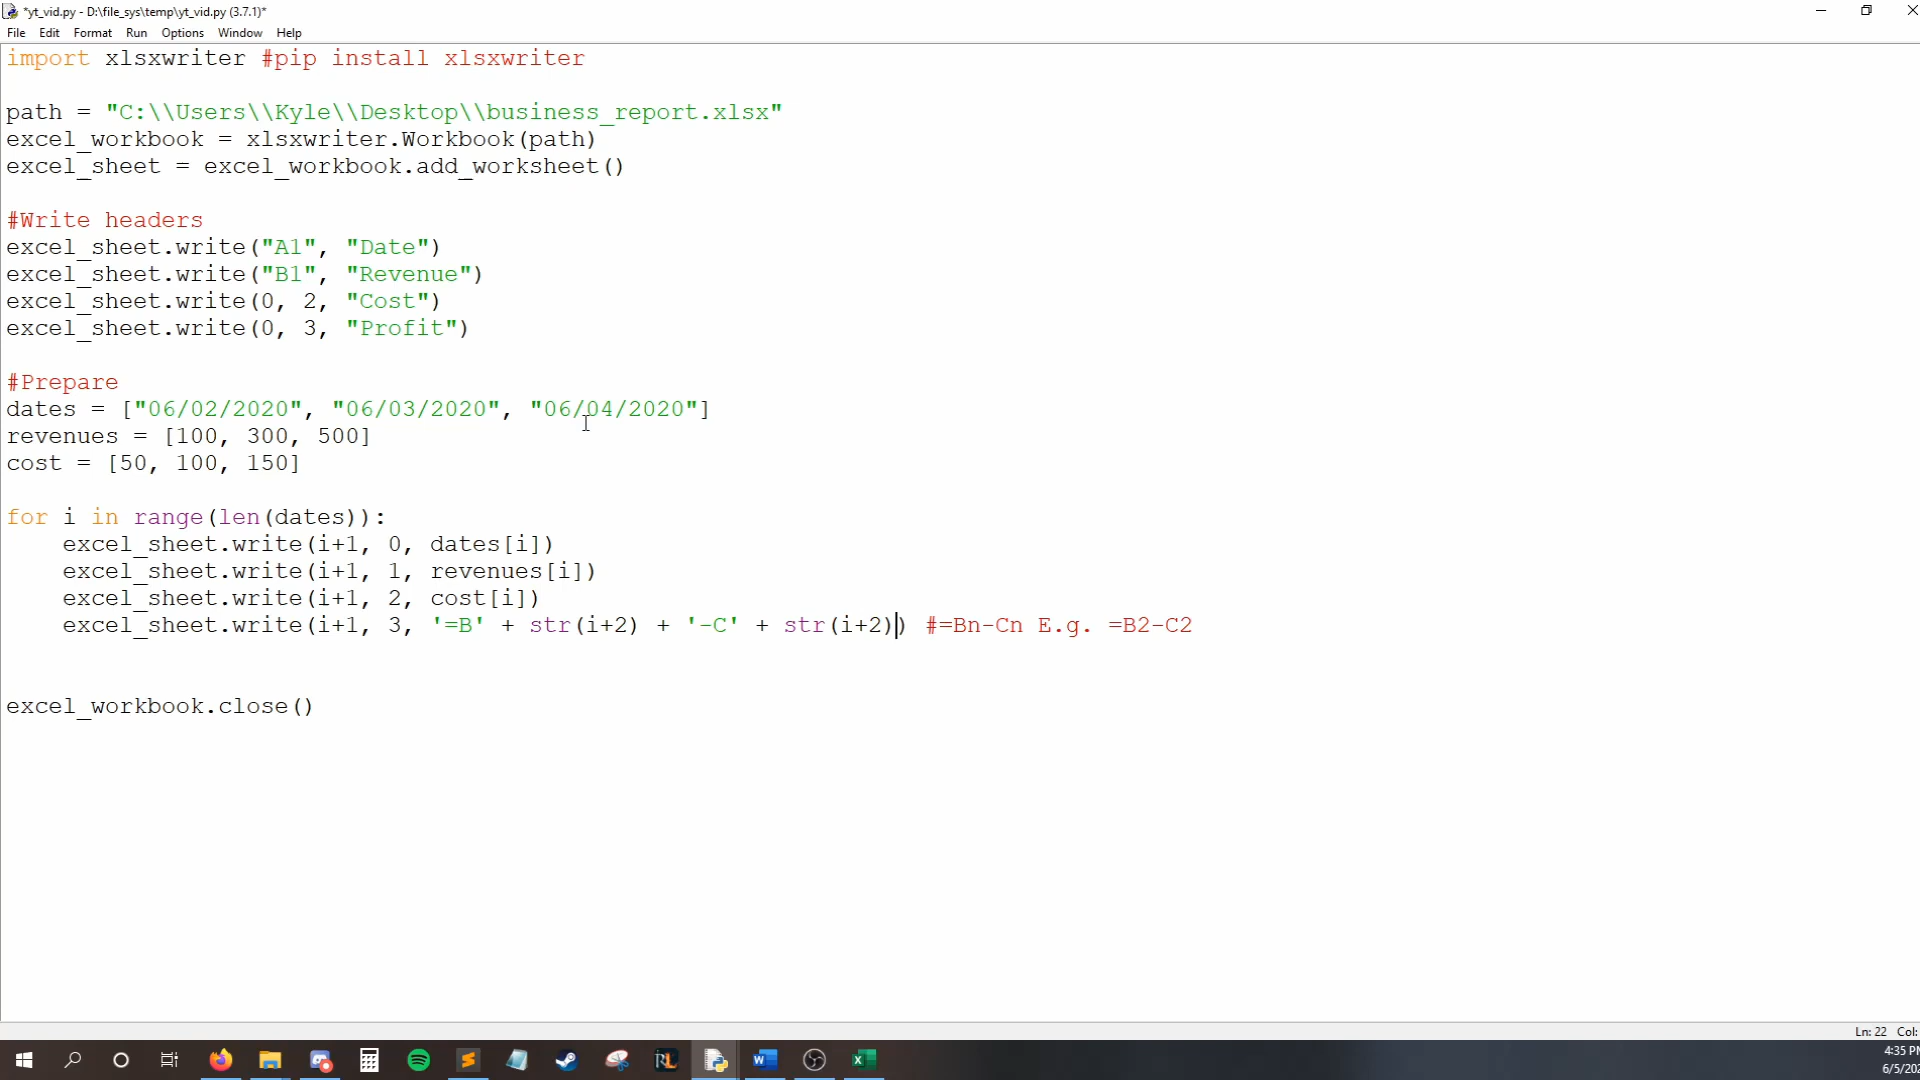 *yt_vid.py - D:\file_sys\temp\yt_vid.py (3.7.1)*
File Edit Format Run Options Window Help
import xlsxwriter #pip install xlsxwriter
path = "C:\\Users\\Kyle\\Desktop\\business_report.xlsx"
excel_workbook = xlsxwriter.Workbook(path)
excel_sheet = excel_workbook.add_worksheet()
#Write headers
excel_sheet.write("A1", "Date")
excel_sheet.write("B1", "Revenue")
excel_sheet.write(0, 2, "Cost")
excel_sheet.write(0, 3, "Profit")
#Prepare
dates = ["06/02/2020", "06/03/2020", "06/04/2020"]
revenues = [100, 300, 500]
cost = [50, 100, 150]
for i in range(len(dates)):
    excel_sheet.write(i+1, 0, dates[i])
    excel_sheet.write(i+1, 1, revenues[i])
    excel_sheet.write(i+1, 2, cost[i])
    excel_sheet.write(i+1, 3, '=B' + str(i+2) + '-C' + str(i+2)) #=Bn-Cn E.g. =B2-C2
excel_workbook.close()
Ln: 22 Col:
RL
W
X
4:35 PM
6/5/202